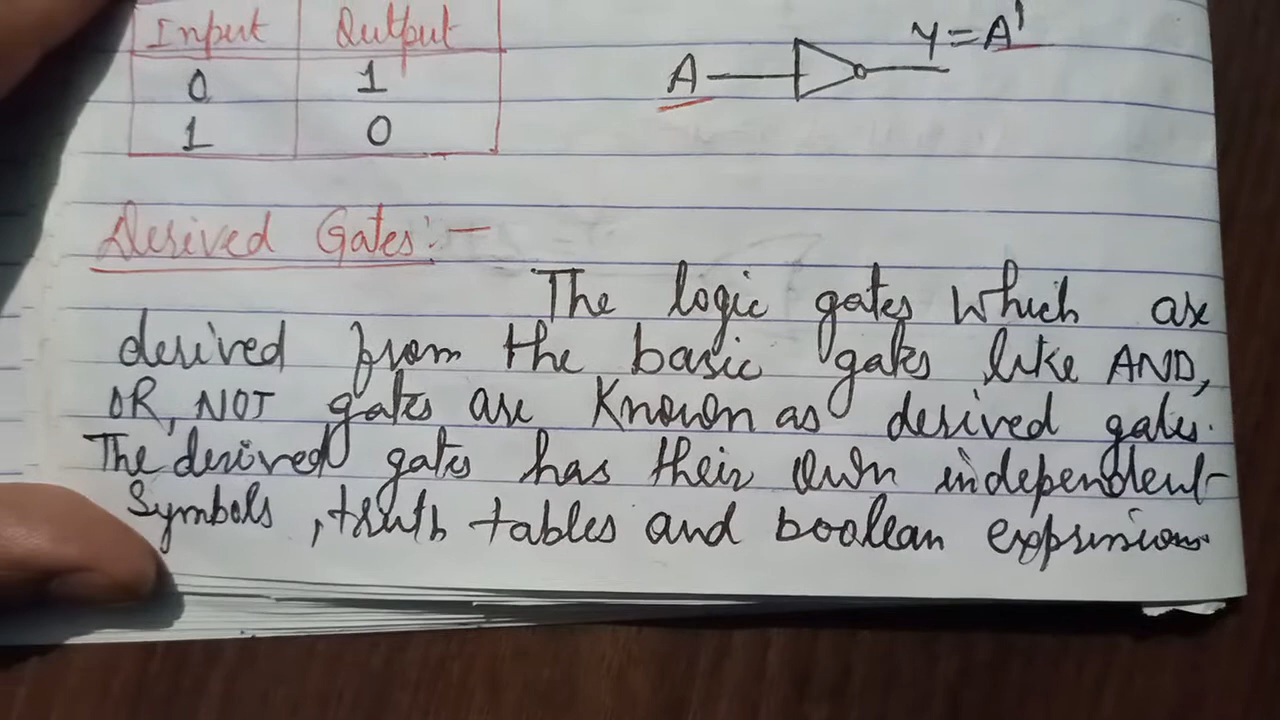 Input Output
0 1
1 0
A y = A'
Derived Gates:-
The logic gates which are
derived from the basic gates like AND,
OR, NOT gates are Known as derived gates.
The derived gates has their own independent
Symbols, truth tables and boolean expressions